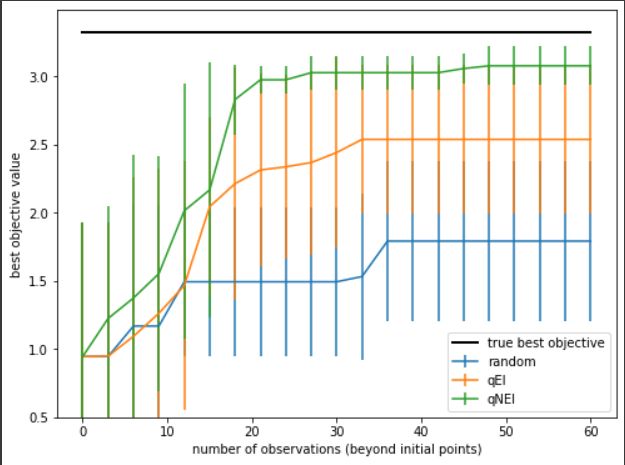 best objective value
3.0
2.5
2.0
1.5
1.0
0.5
0 10 20 30 40 50 60
number of observations (beyond initial points)
true best objective
random
qEI
qNEI